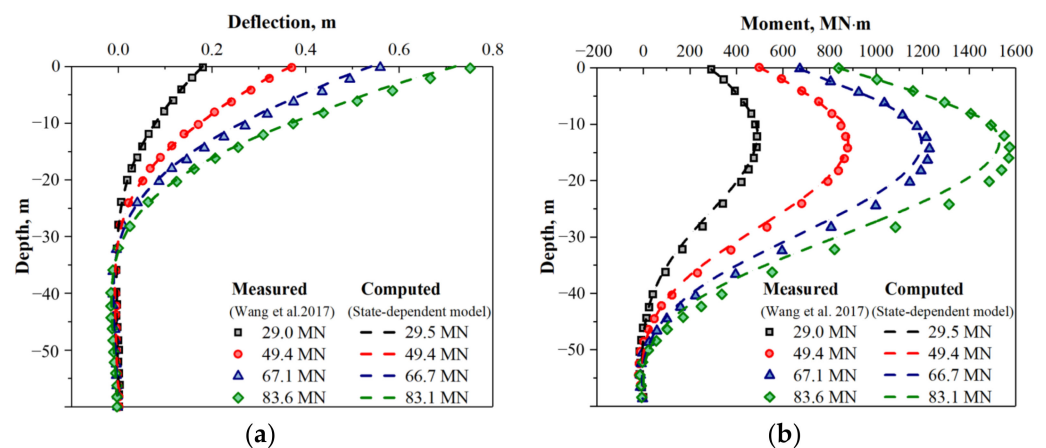 (a)
Deflection, m
0.0 0.2 0.4 0.6 0.8
0
−10
−20
−30
−40
−50
Depth, m
Measured Computed
(Wang et al.2017) (State-dependent model)
29.0 MN 29.5 MN
49.4 MN 49.4 MN
67.1 MN 66.7 MN
83.6 MN 83.1 MN
(a)
(b)
Moment, MN·m
−200 0 200 400 600 800 1000 1200 1400 1600
0
−10
−20
−30
−40
−50
Depth, m
Measured Computed
(Wang et al. 2017) (State-dependent model)
29.0 MN 29.5 MN
49.4 MN 49.4 MN
67.1 MN 66.7 MN
83.6 MN 83.1 MN
(b)